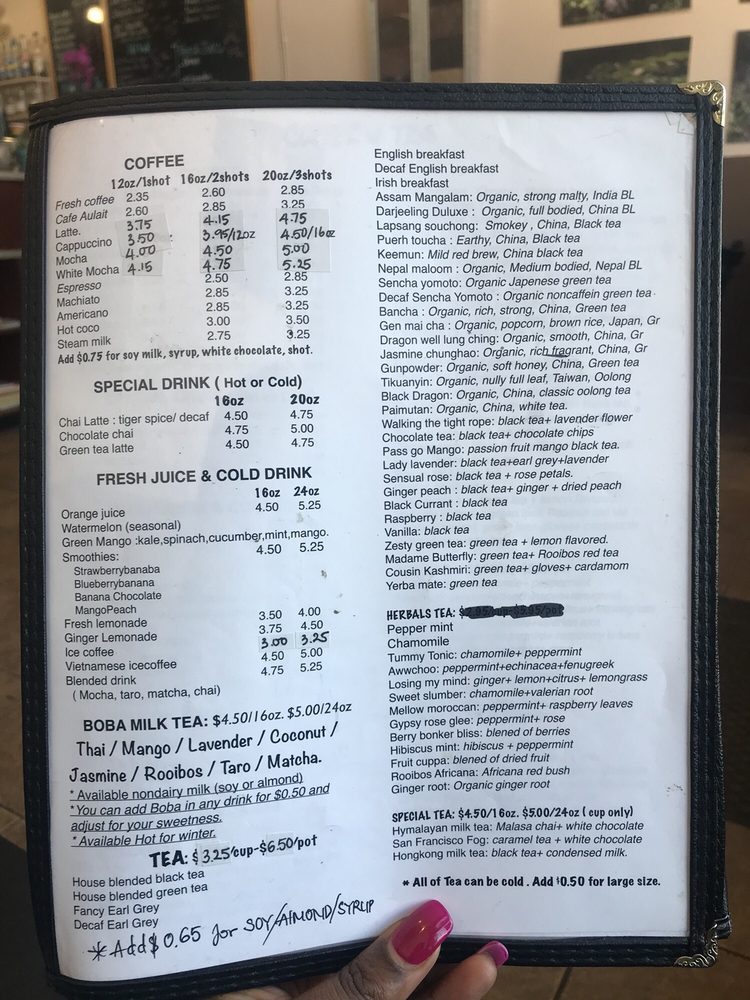 COFFEE
12oz/1shot 16oz/2shots 20oz/3shots
Fresh coffee 2.35 2.60 2.85
Cafe Aulait 2.60 2.85 3.25
Latte. 3.75 4.15 4.75
Cappuccino 3.50 3.95/12oz 4.50/16oz
Mocha 4.00 4.50 5.00
White Mocha 4.15 4.75 5.25
Espresso 2.50 2.85
Machiato 2.85 3.25
Americano 2.85 3.25
Hot coco 3.00 3.50
Steam milk 2.75 3.25
Add $0.75 for soy milk, syrup, white chocolate, shot.
SPECIAL DRINK ( Hot or Cold)
16oz 20oz
Chai Latte : tiger spice/ decaf 4.50 4.75
Chocolate chai 4.75 5.00
Green tea latte 4.50 4.75
FRESH JUICE & COLD DRINK
16oz 24oz
Orange juice 4.50 5.25
Watermelon (seasonal)
Green Mango :kale,spinach,cucumber,mint,mango.
Smoothies: 4.50 5.25
Strawberrybanaba
Blueberrybanana
Banana Chocolate
MangoPeach
Fresh lemonade 3.50 4.00
Ginger Lemonade 3.75 4.50
Ice coffee 3.00 3.25
Vietnamese icecoffee 4.50 5.00
Blended drink 4.75 5.25
( Mocha, taro, matcha, chai)
BOBA MILK TEA: $4.50/16oz. $5.00/24oz
Thai / Mango / Lavender / Coconut /
Jasmine / Rooibos / Taro / Matcha.
* Available nondairy milk (soy or almond)
*You can add Boba in any drink for $0.50 and
adjust for your sweetness.
* Available Hot for winter.
TEA: $3.25/cup-$6.50/pot
House blended black tea
House blended green tea
Fancy Earl Grey
Decaf Earl Grey
* Add $0.65 for SOY/AlMOND/SYRUP
English breakfast
Decaf English breakfast
Irish breakfast
Assam Mangalam: Organic, strong malty, India BL
Darjeeling Duluxe : Organic, full bodied, China BL
Lapsang souchong: Smokey , China, Black tea
Puerh toucha : Earthy, China, Black tea
Keemun: Mild red brew, China black tea
Nepal maloom : Organic, Medium bodied, Nepal BL
Sencha yomoto: Organic Japenese green tea
Decaf Sencha Yomoto : Organic noncaffein green tea
Bancha : Organic, rich, strong, China, Green tea
Gen mai cha : Organic, popcorn, brown rice, Japan, Gr
Dragon well lung ching: Organic, smooth, China, Gr
Jasmine chunghao: Organic, rich fragrant, China, Gr
Gunpowder: Organic, soft honey, China, Green tea
Tikuanyin: Organic, nully full leaf, Taiwan, Oolong
Black Dragon: Organic, China, classic oolong tea
Paimutan: Organic, China, white tea.
Walking the tight rope: black tea+ lavender flower
Chocolate tea: black tea+ chocolate chips
Pass go Mango: passion fruit mango black tea.
Lady lavender: black tea+earl grey+lavender
Sensual rose: black tea + rose petals.
Ginger peach : black tea+ ginger + dried peach
Black Currant : black tea
Raspberry : black tea
Vanilla: black tea
Zesty green tea: green tea + lemon flavored.
Madame Butterfly: green tea+ Rooibos red tea
Cousin Kashmiri: green tea+ gloves+ cardamom
Yerba mate: green tea
HERBALS TEA:
Pepper mint
Chamomile
Tummy Tonic: chamomile+ peppermint
Awwchoo: peppermint+echinacea+fenugreek
Losing my mind: ginger+ lemon+citrus+ lemongrass
Sweet slumber: chamomile+valerian root
Mellow moroccan: peppermint+ raspberry leaves
Gypsy rose glee: peppermint+ rose
Berry bonker bliss: blened of berries
Hibiscus mint: hibiscus + peppermint
Fruit cuppa: blened of dried fruit
Rooibos Africana: Africana red bush
Ginger root: Organic ginger root
SPECIAL TEA: $4.50/16oz. $5.00/24oz ( cup only)
Hymalayan milk tea: Malasa chai+ white chocolate
San Francisco Fog: caramel tea + white chocolate
Hongkong milk tea: black tea+ condensed milk.
* All of Tea can be cold . Add $0.50 for large size.